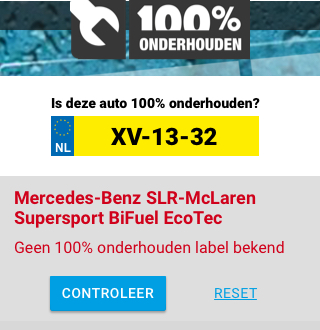 100%
ONDERHOUDEN
Is deze auto 100% onderhouden?
NL XV-13-32
Mercedes-Benz SLR-McLaren
Supersport BiFuel EcoTec
Geen 100% onderhouden label bekend
CONTROLEER RESET